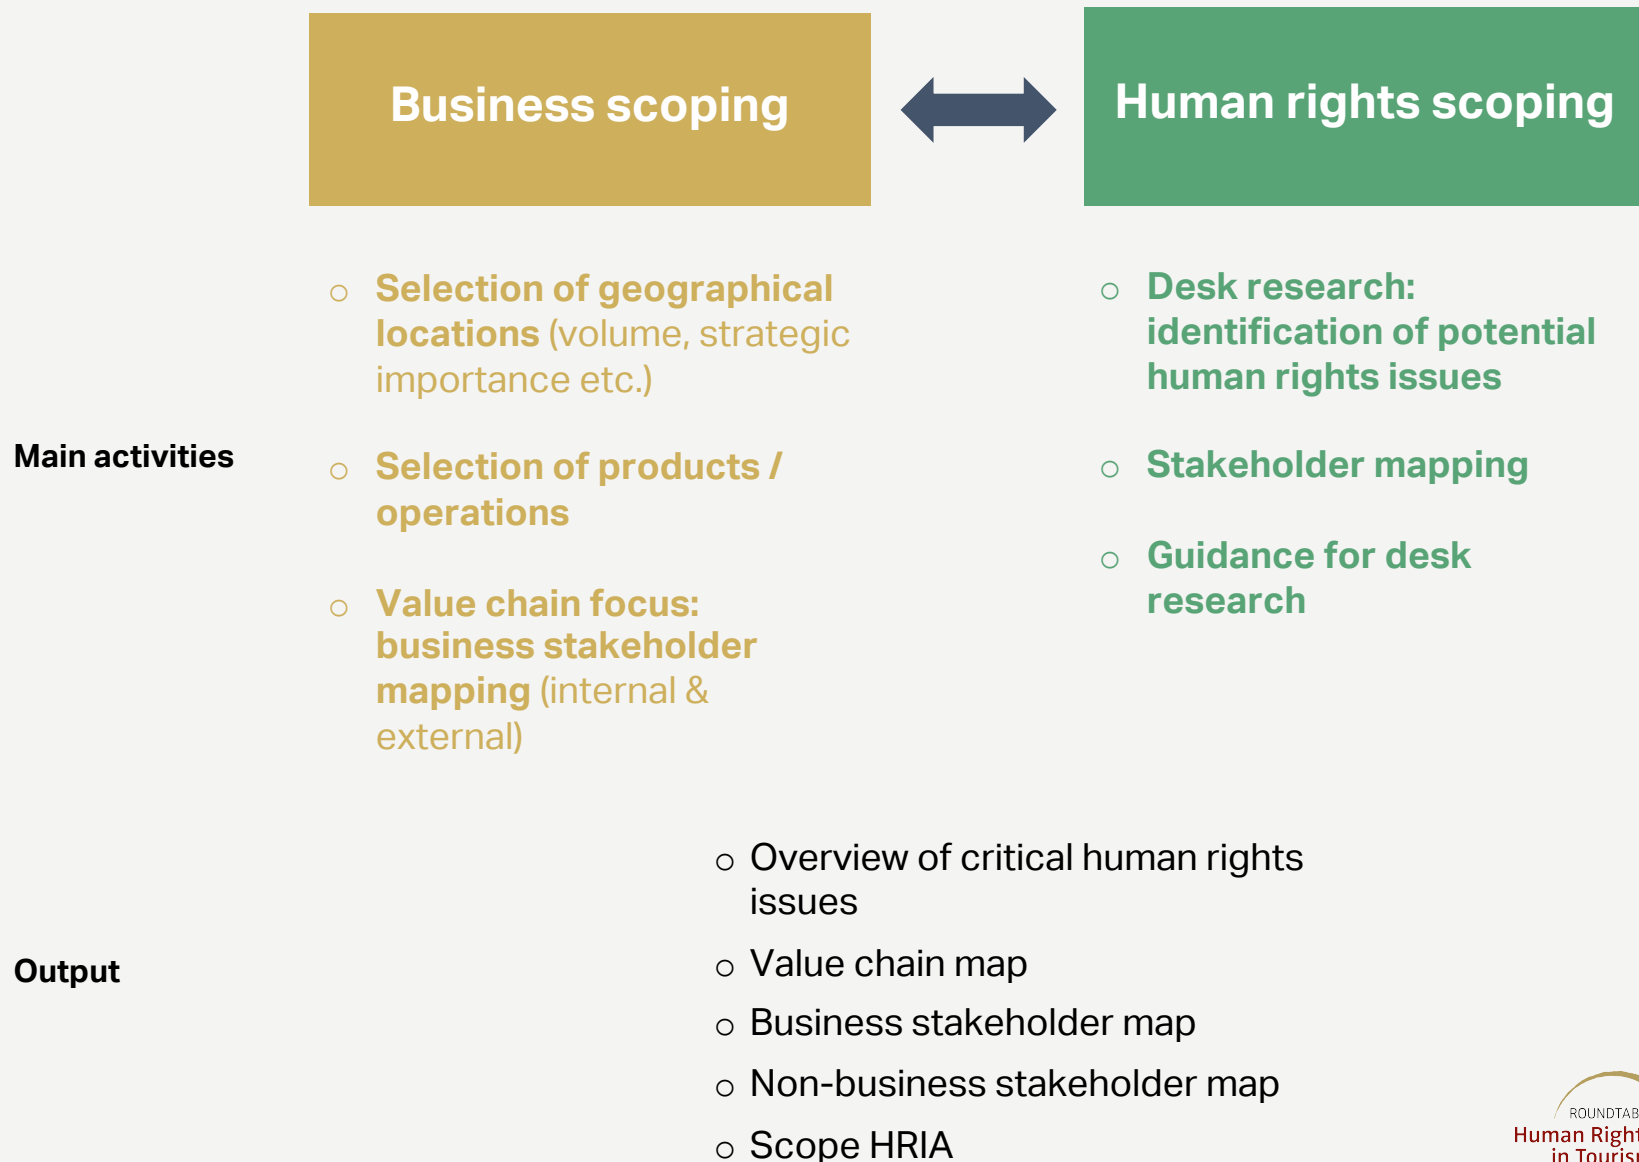 Business scoping
Human rights scoping
Main activities
○ Selection of geographical
locations (volume, strategic
importance etc.)
○ Selection of products /
operations
○ Value chain focus:
business stakeholder
mapping (internal &
external)
○ Desk research:
identification of potential
human rights issues
○ Stakeholder mapping
○ Guidance for desk
research
Output
○ Overview of critical human rights
issues
○ Value chain map
○ Business stakeholder map
○ Non-business stakeholder map
○ Scope HRIA
Human
in